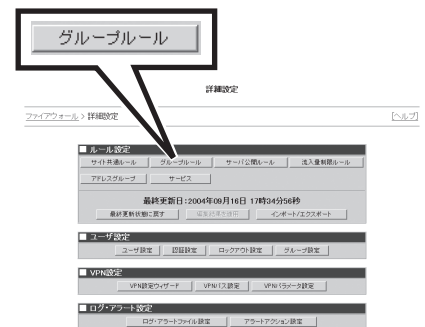 グループルール
詳細設定
ファイアウォール > 詳細設定 [ヘルプ]
■ ルール設定
サイト共通ルール グループルール サーバ公開ルール 流入量制限ルール
アドレスグループ サービス
最終更新日:2004年09月16日 17時34分56秒
最終更新状態に戻す 編集結果を使用 インポート/エクスポート
■ ユーザ設定
ユーザ設定 認証設定 ロックアウト設定 グループ設定
■ VPN設定
VPN設定ウィザード VPNパス設定 VPNパラメータ設定
■ ログ・アラート設定
ログ・アラートファイル設定 アラートアクション設定